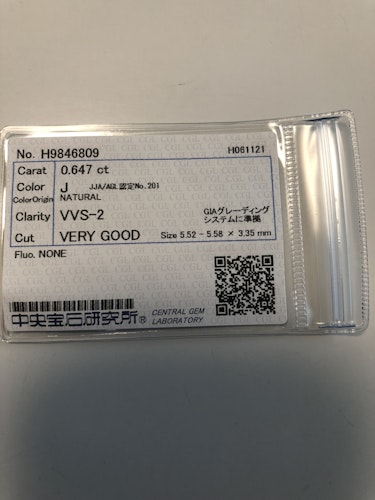 No. H9846809 H061121
Carat 0.647 ct
Color J JJA/AGL認定No.201
ColorOrigin NATURAL
Clarity VVS-2 GIAグレーディング
システムに準拠
Cut VERY GOOD Size 5.52 - 5.58 × 3.35 mm
Fluo. NONE
中央宝石研究所® CENTRAL GEM
LABORATORY